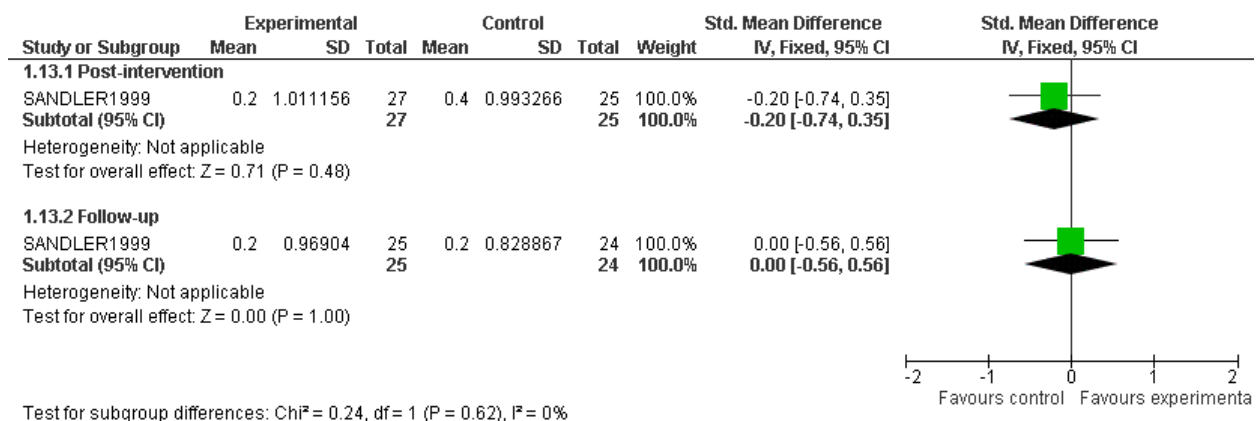 Experimental Control Std. Mean Difference Std. Mean Difference
Study or Subgroup Mean SD Total Mean SD Total Weight IV, Fixed, 95% CI IV, Fixed, 95% CI
1.13.1 Post-intervention
SANDLER1999 0.2 1.011156 27 0.4 0.993266 25 100.0% -0.20 [-0.74, 0.35]
Subtotal (95% CI) 27 25 100.0% -0.20 [-0.74, 0.35]
Heterogeneity: Not applicable
Test for overall effect: Z = 0.71 (P = 0.48)
1.13.2 Follow-up
SANDLER1999 0.2 0.96904 25 0.2 0.828867 24 100.0% 0.00 [-0.56, 0.56]
Subtotal (95% CI) 25 24 100.0% 0.00 [-0.56, 0.56]
Heterogeneity: Not applicable
Test for overall effect: Z = 0.00 (P = 1.00)
-2 -1 0 1 2
Favours control Favours experimenta
Test for subgroup differences: Chi² = 0.24, df = 1 (P = 0.62), I² = 0%